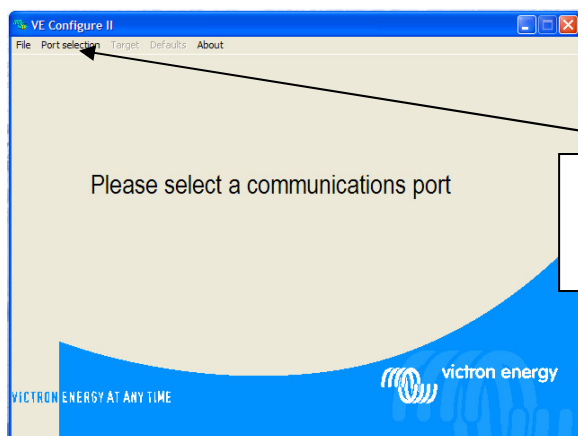 VE Configure II
File Port selection Target Defaults About
Please select a communications port
victron energy
VICTRON ENERGY AT ANY TIME